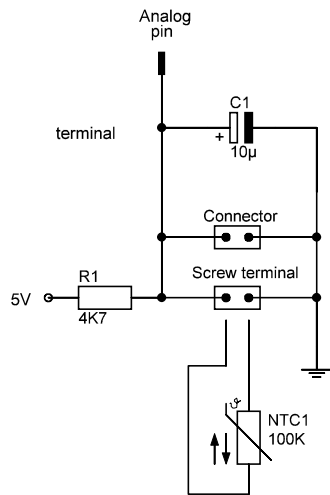 Analog
pin
C1
+
10µ
terminal
Connector
Screw terminal
R1
5V
4K7
ϑ
NTC1
100K